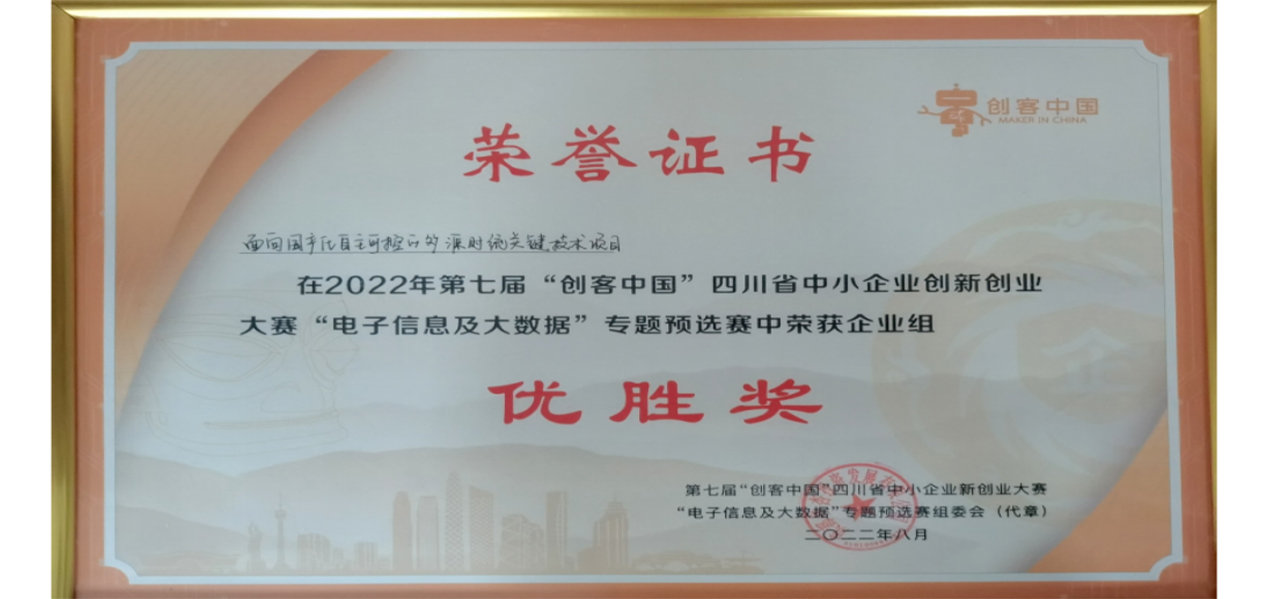 创客中国
MAKER IN CHINA
荣誉证书
面向国产化自主可控的多源时统关键技术项目
在2022年第七届“创客中国”四川省中小企业创新创业
大赛“电子信息及大数据”专题预选赛中荣获企业组
优胜奖
第七届“创客中国”四川省中小企业新创业大赛
“电子信息及大数据”专题预选赛组委会（代章）
二〇二二年八月